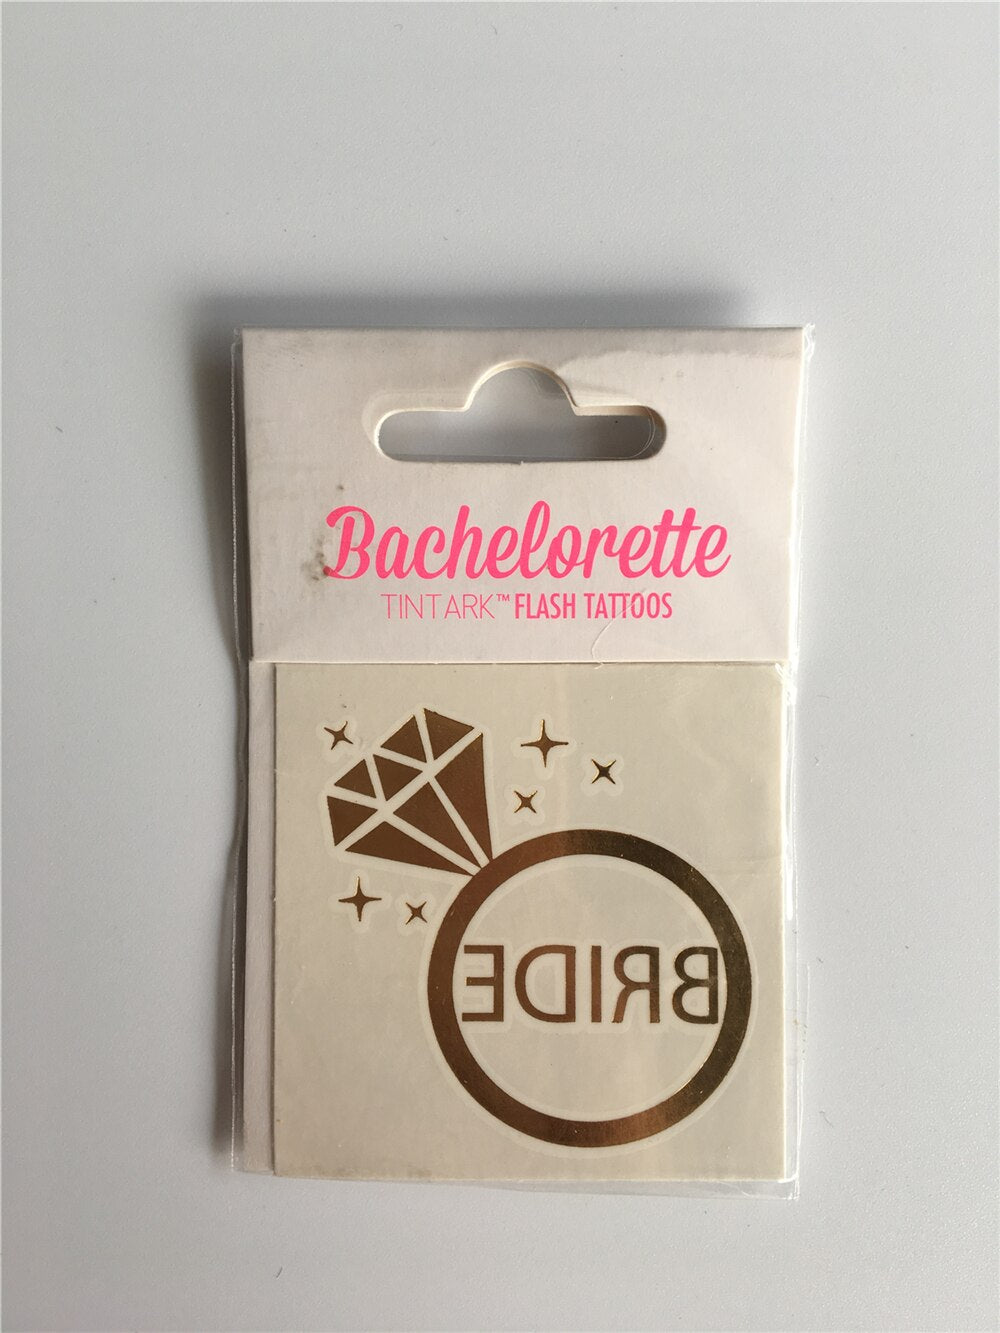 Bachelorette
TINTARK™ FLASH TATTOOS
BRIDE